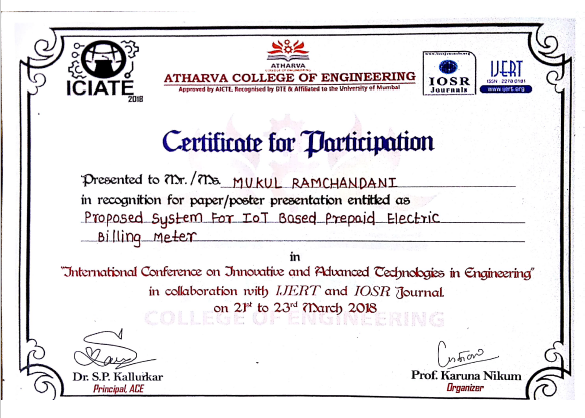 ICIATE
2018
ATHARVA
ATHARVA COLLEGE OF ENGINEERING
Approved by AICTE, Recognised by DTE & Affiliated to the University of Mumbai
www.iosrjournals.org
IOSR
Journals
IJERT
ISSN: 2278-0181
www.ijert.org
Certificate for Participation
Presented to Mr./Ms. MUKUL RAMCHANDANI
in recognition for paper/poster presentation entitled as
Proposed System For IoT Based Prepaid Electric
Billing Meter
in
"International Conference on Innovative and Advanced Technologies in Engineering"
in collaboration with IJERT and IOSR Journal
on 21st to 23rd March 2018
COLLEGE OF ENGINEERING
Dr. S.P. Kallurkar
Principal, ACE
Prof. Karuna Nikum
Organizer